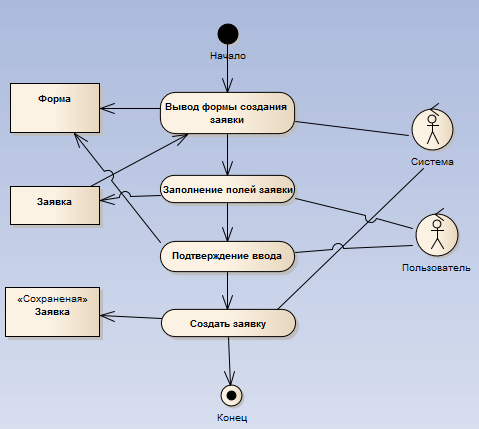 Начало
Форма
Вывод формы создания
заявки
Система
Заявка
Заполнение полей заявки
Подтверждение ввода
Пользователь
«Сохраненая»
Заявка
Создать заявку
Конец